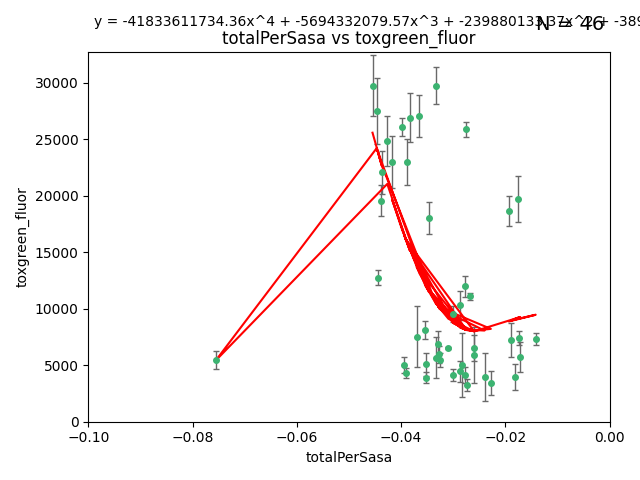 y = -41833611734.36x^4 + -5694332079.57x^3 + -239880133.37x^2 + -389
N = 46
totalPerSasa vs toxgreen_fluor
30000
25000
20000
15000
10000
5000
0
toxgreen_fluor
−0.10
−0.08
−0.06
−0.04
−0.02
0.00
totalPerSasa